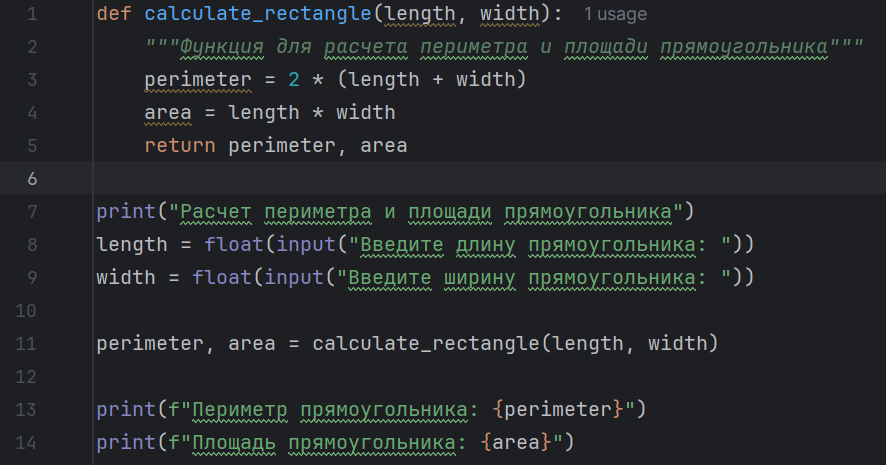 1 def calculate_rectangle(length, width): 1 usage
2 """Функция для расчета периметра и площади прямоугольника"""
3 perimeter = 2 * (length + width)
4 area = length * width
5 return perimeter, area
6
7 print("Расчет периметра и площади прямоугольника")
8 length = float(input("Введите длину прямоугольника: "))
9 width = float(input("Введите ширину прямоугольника: "))
10
11 perimeter, area = calculate_rectangle(length, width)
12
13 print(f"Периметр прямоугольника: {perimeter}")
14 print(f"Площадь прямоугольника: {area}")